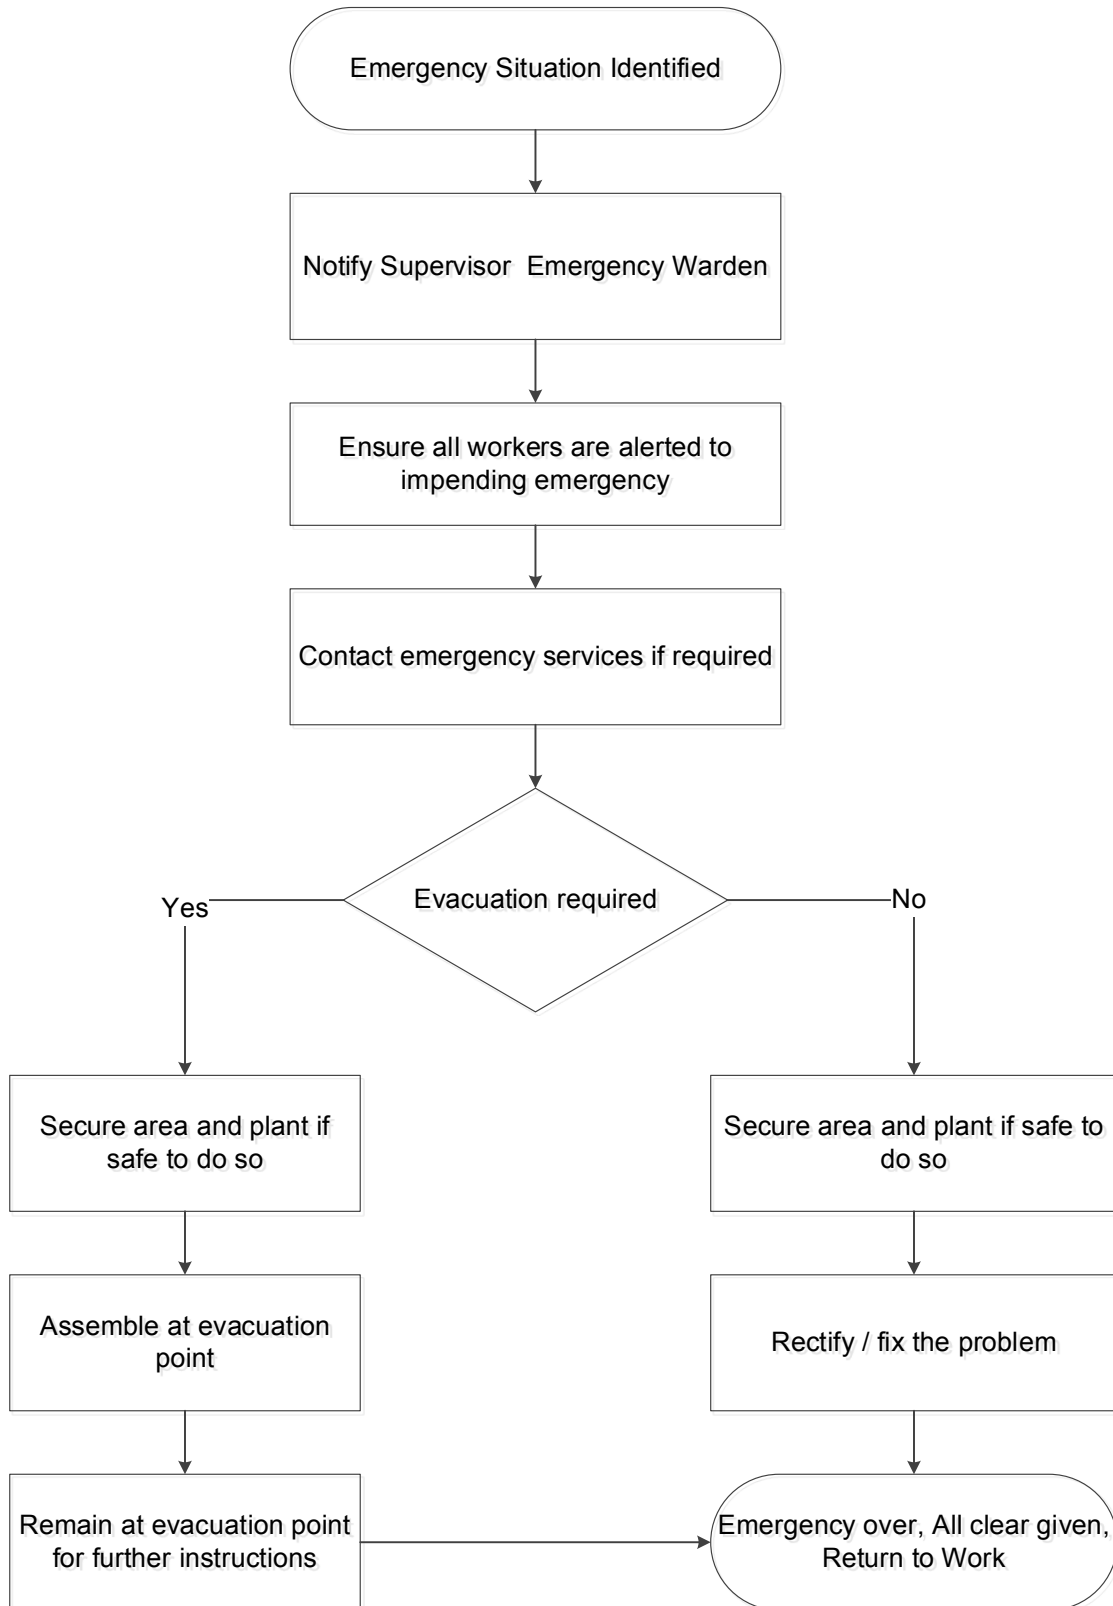 Emergency Situation Identified
Notify Supervisor  Emergency Warden
Ensure all workers are alerted to
impending emergency
Contact emergency services if required
Evacuation required
Yes
No
Secure area and plant if
safe to do so
Secure area and plant if safe to
do so
Assemble at evacuation
point
Rectify / fix the problem
Remain at evacuation point
for further instructions
Emergency over, All clear given,
Return to Work